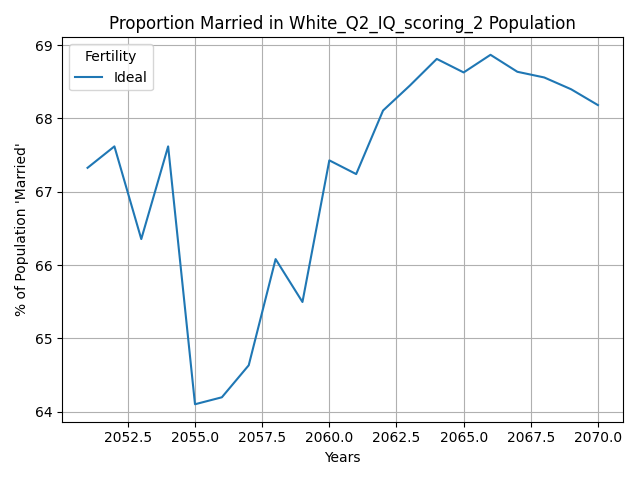 Proportion Married in White_Q2_IQ_scoring_2 Population
Fertility
Ideal
% of Population 'Married'
69
68
67
66
65
64
2052.5
2055.0
2057.5
2060.0
2062.5
2065.0
2067.5
2070.0
Years